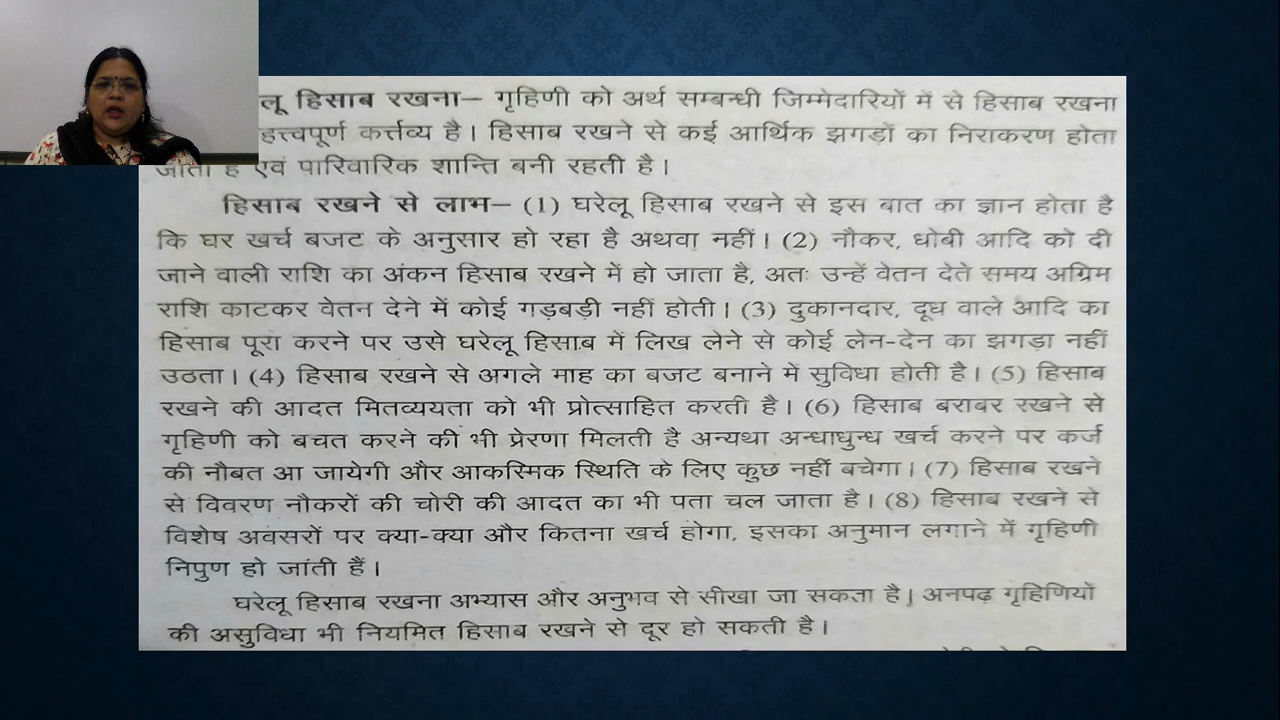 लू हिसाब रखना— गृहिणी को अर्थ सम्बन्धी जिम्मेदारियों में से हिसाब रखना
हत्त्वपूर्ण कर्त्तव्य है। हिसाब रखने से कई आर्थिक झगड़ों का निराकरण होता
जाता है एवं पारिवारिक शान्ति बनी रहती है।
हिसाब रखने से लाभ— (1) घरेलू हिसाब रखने से इस बात का ज्ञान होता है
कि घर खर्च बजट के अनुसार हो रहा है अथवा नहीं। (2) नौकर, धोबी आदि को दी
जाने वाली राशि का अंकन हिसाब रखने में हो जाता है, अतः उन्हें वेतन देते समय अग्रिम
राशि काटकर वेतन देने में कोई गड़बड़ी नहीं होती। (3) दुकानदार, दूध वाले आदि का
हिसाब पूरा करने पर उसे घरेलू हिसाब में लिख लेने से कोई लेन-देन का झगड़ा नहीं
उठता। (4) हिसाब रखने से अगले माह का बजट बनाने में सुविधा होती है। (5) हिसाब
रखने की आदत मितव्ययता को भी प्रोत्साहित करती है। (6) हिसाब बराबर रखने से
गृहिणी को बचत करने की भी प्रेरणा मिलती है अन्यथा अन्धाधुन्ध खर्च करने पर कर्ज
की नौबत आ जायेगी और आकस्मिक स्थिति के लिए कुछ नहीं बचेगा। (7) हिसाब रखने
से विवरण नौकरों की चोरी की आदत का भी पता चल जाता है। (8) हिसाब रखने से
विशेष अवसरों पर क्या-क्या और कितना खर्च होगा, इसका अनुमान लगाने में गृहिणी
निपुण हो जांती हैं।
घरेलू हिसाब रखना अभ्यास और अनुभव से सीखा जा सकता है। अनपढ़ गृहिणियों
की असुविधा भी नियमित हिसाब रखने से दूर हो सकती है।